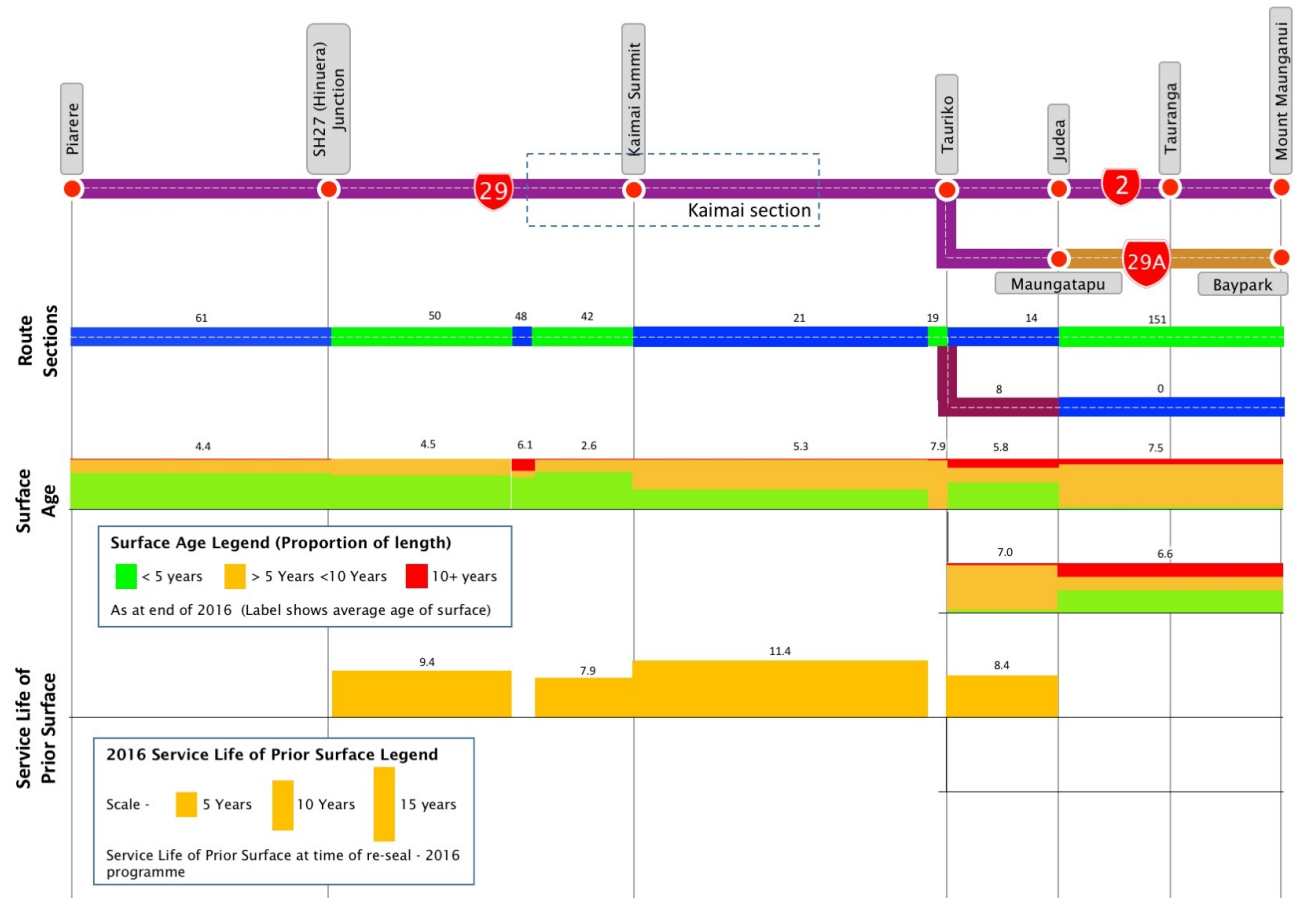 Piarere
SH27 (Hinuera)
Junction
Kaimai Summit
Tauriko
Judea
Tauranga
Mount Maunganui
29
2
Kaimai section
29A
Maungatapu
Baypark
Route
Sections
61
50
48
42
21
19
14
151
8
0
Surface
Age
4.4
4.5
6.1
2.6
5.3
7.9
5.8
7.5
7.0
6.6
Surface Age Legend (Proportion of length)
< 5 years
> 5 Years <10 Years
10+ years
As at end of 2016 (Label shows average age of surface)
Service Life of
Prior Surface
9.4
7.9
11.4
8.4
2016 Service Life of Prior Surface Legend
Scale - 5 Years 10 Years 15 years
Service Life of Prior Surface at time of re-seal - 2016
programme